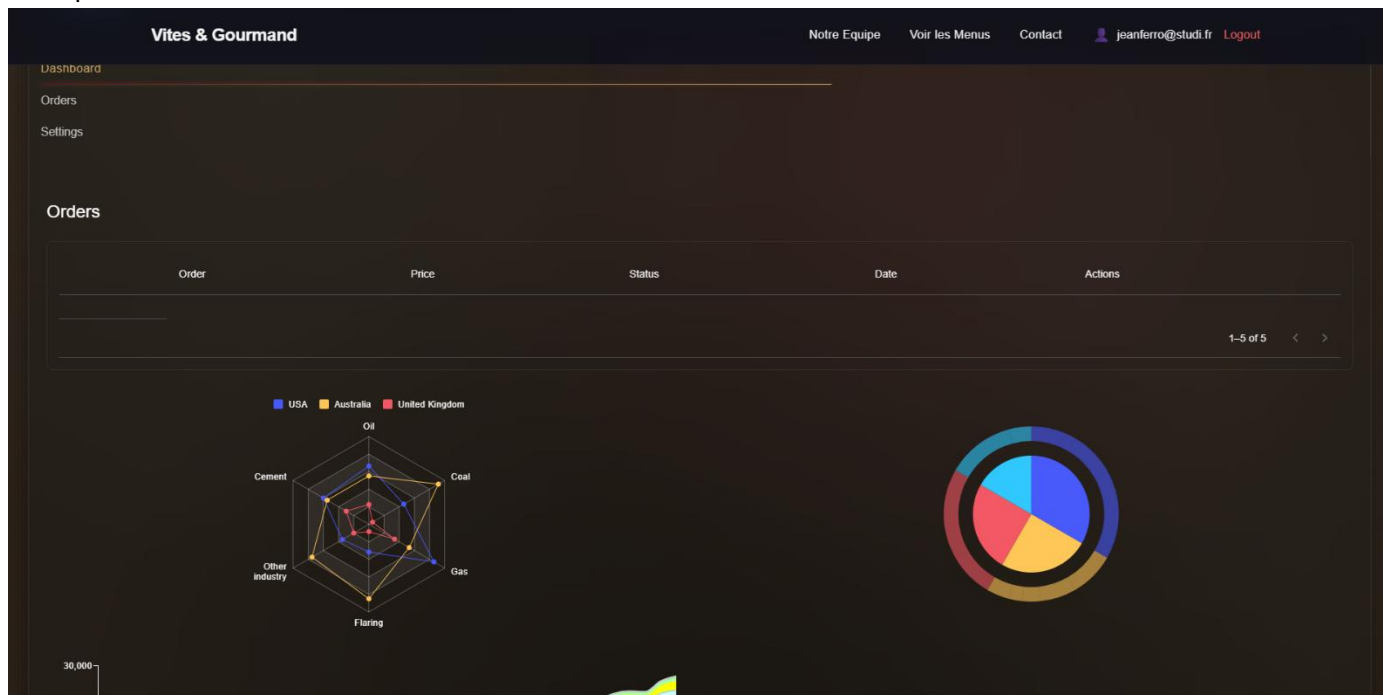 Vites & Gourmand
Notre Equipe Voir les Menus Contact jeanferro@studi.fr Logout
Dashboard
Orders
Settings
Orders
Order Price Status Date Actions
1–5 of 5
USA Australia United Kingdom
Oil
Cement Coal
Other
industry
Gas
Flaring
30,000